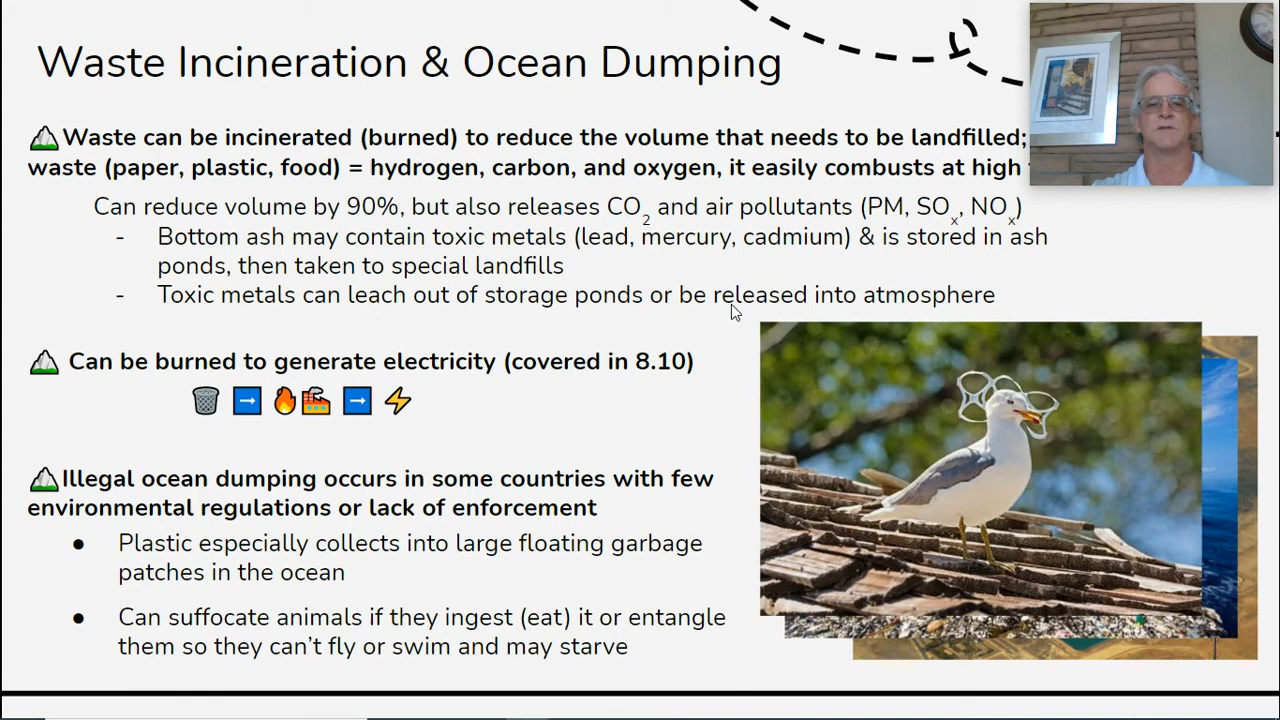 Waste Incineration & Ocean Dumping
Waste can be incinerated (burned) to reduce the volume that needs to be landfilled;
waste (paper, plastic, food) = hydrogen, carbon, and oxygen, it easily combusts at high
Can reduce volume by 90%, but also releases CO2 and air pollutants (PM, SOx, NOx)
- Bottom ash may contain toxic metals (lead, mercury, cadmium) & is stored in ash
ponds, then taken to special landfills
- Toxic metals can leach out of storage ponds or be released into atmosphere
Can be burned to generate electricity (covered in 8.10)
Illegal ocean dumping occurs in some countries with few
environmental regulations or lack of enforcement
● Plastic especially collects into large floating garbage
patches in the ocean
● Can suffocate animals if they ingest (eat) it or entangle
them so they can’t fly or swim and may starve